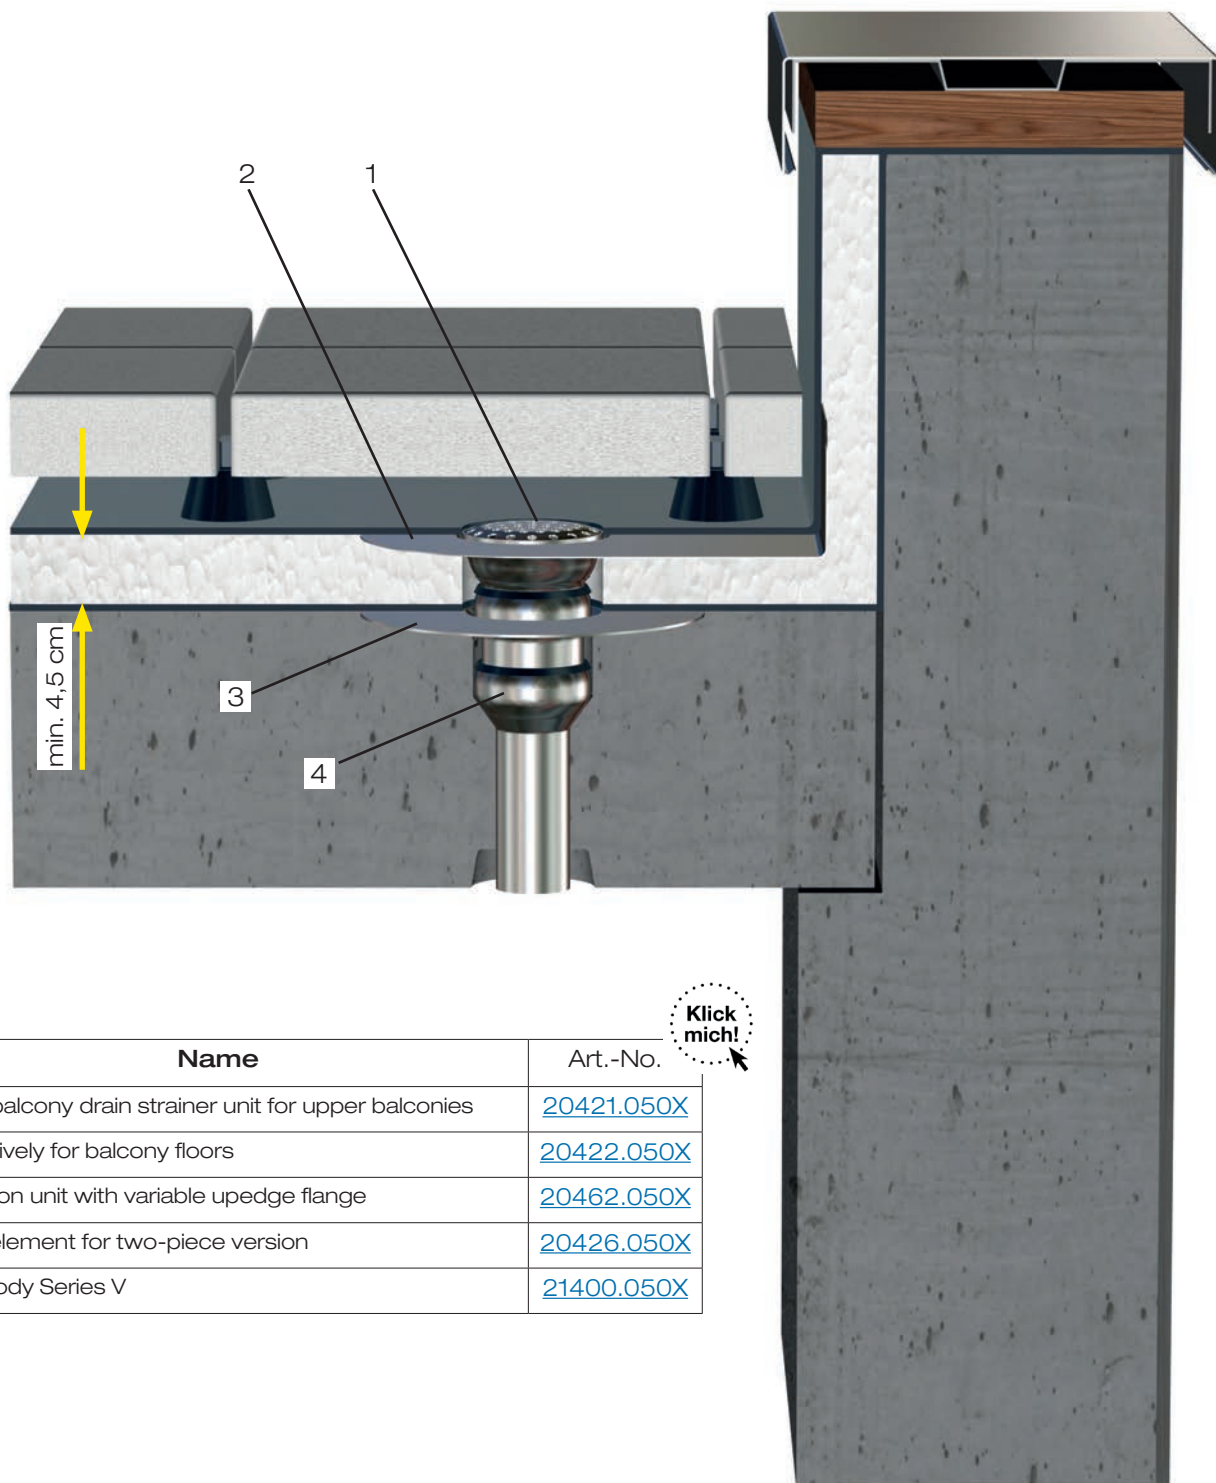 2 1
min. 4,5 cm
3
4
Klick
mich!
Name Art.-No.
balcony drain strainer unit for upper balconies 20421.050X
ively for balcony floors 20422.050X
on unit with variable upedge flange 20462.050X
element for two-piece version 20426.050X
ody Series V 21400.050X